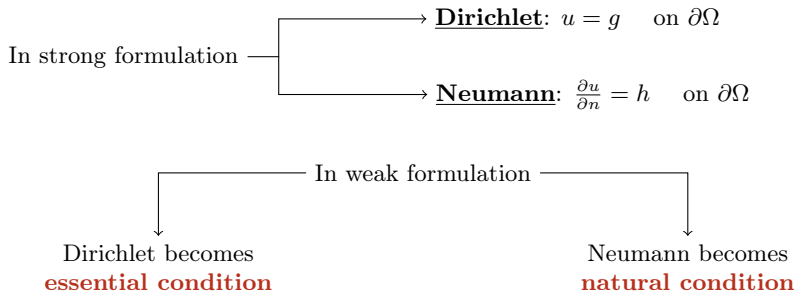 Dirichlet: u = g on ∂Ω
In strong formulation
Neumann: ∂u/∂n = h on ∂Ω
In weak formulation
Dirichlet becomes
essential condition
Neumann becomes
natural condition